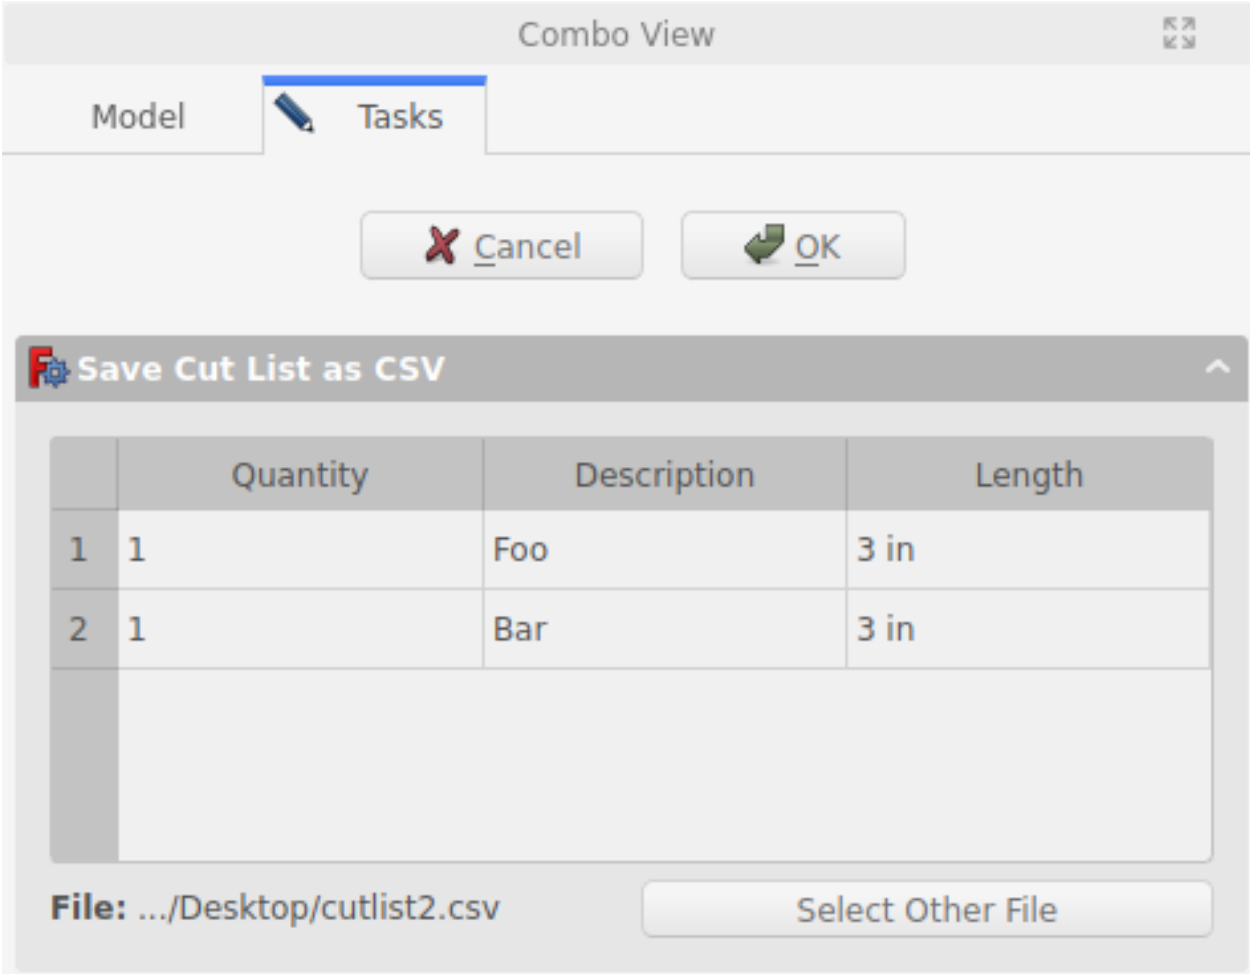 Combo View
Model Tasks
Cancel OK
Save Cut List as CSV
Quantity Description Length
1 1 Foo 3 in
2 1 Bar 3 in
File: .../Desktop/cutlist2.csv Select Other File